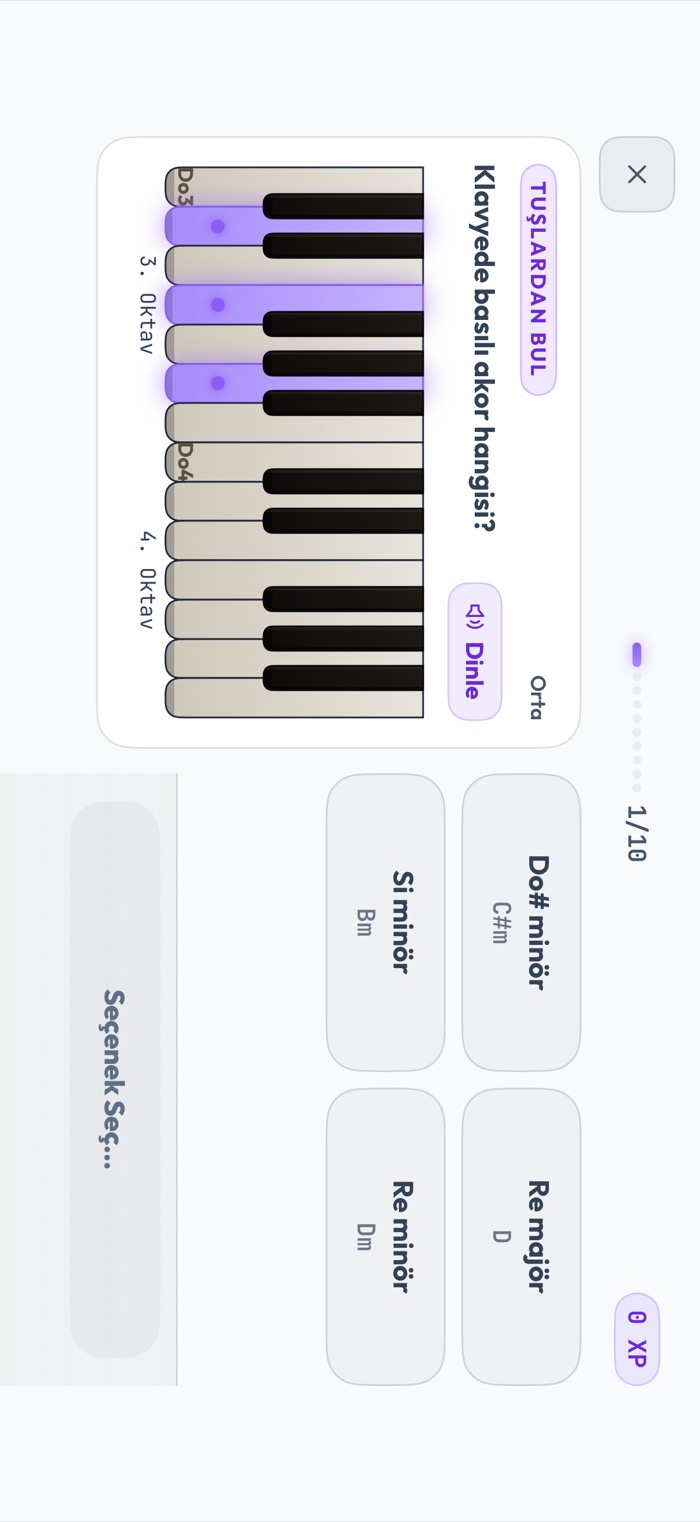 1/10
0 XP
TUŞLARDAN BUL
Orta
Klavyede basılı akor hangisi?
Dinle
Do3
Do4
3. Oktav
4. Oktav
Do# minör
C#m
Re majör
D
Si minör
Bm
Re minör
Dm
Seçenek Seç...